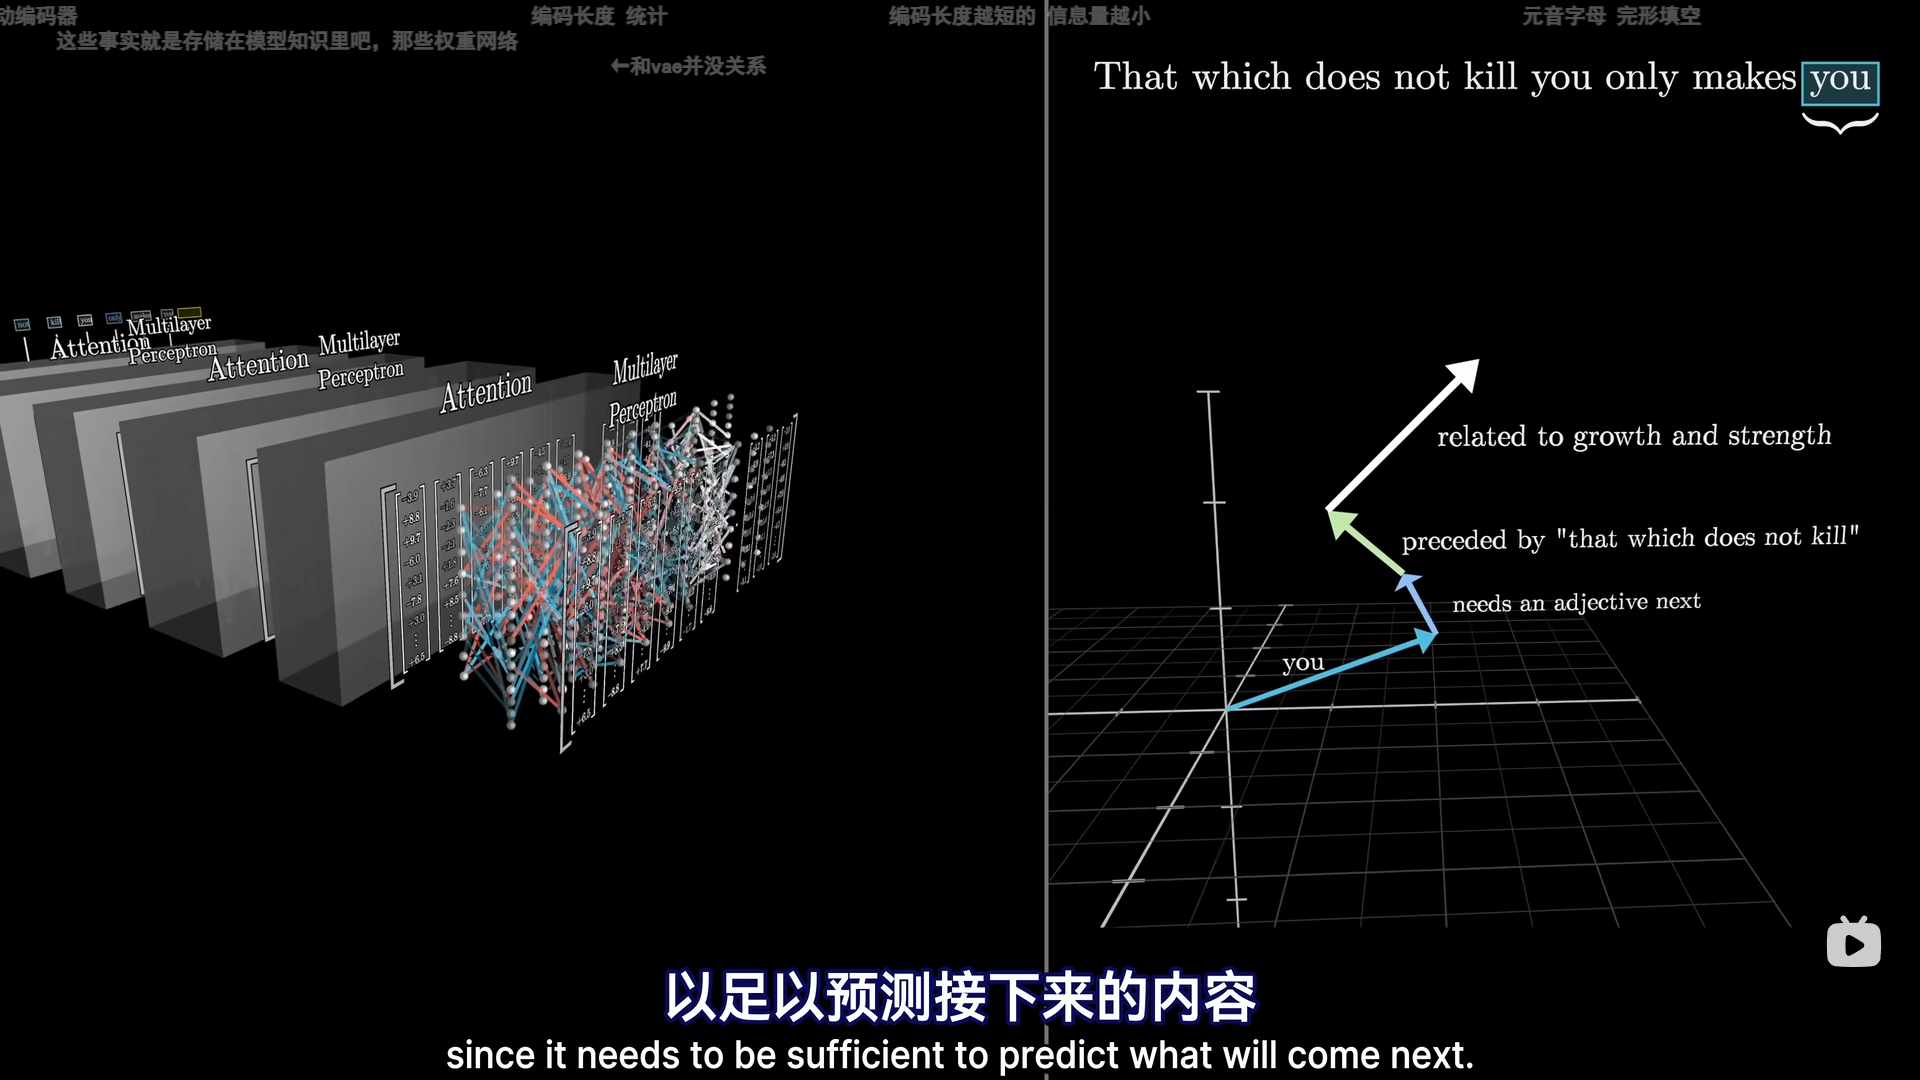 动编码器
编码长度 统计
编码长度越短的 信息量越小
元音字母 完形填空
这些事实就是存储在模型知识里吧，那些权重网络
←和vae并没关系
That which does not kill you only makes you
not
kill
you
only
Attention
Multilayer
Perceptron
Attention
Multilayer
Perceptron
Attention
Multilayer
Perceptron
related to growth and strength
preceded by "that which does not kill"
needs an adjective next
you
以足以预测接下来的内容
since it needs to be sufficient to predict what will come next.